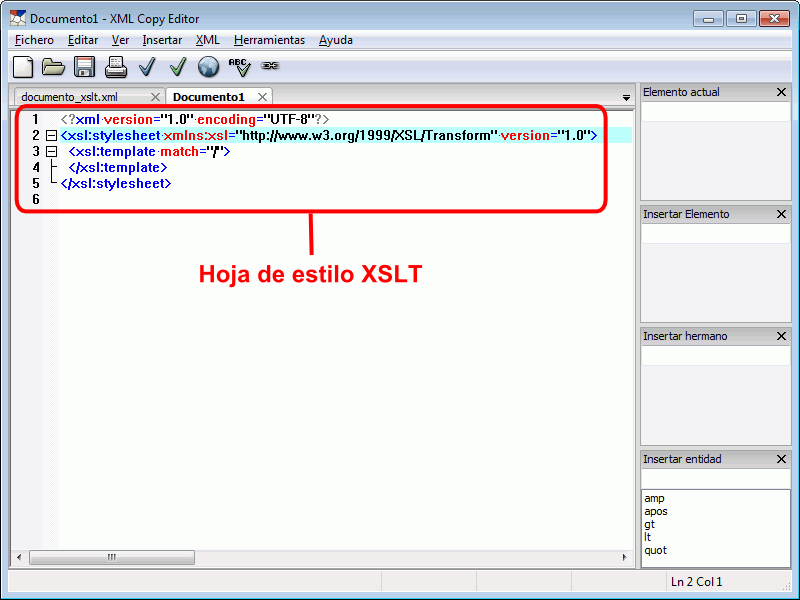 Documento1 - XML Copy Editor
Fichero Editar Ver Insertar XML Herramientas Ayuda
ABC
documento_xslt.xml Documento1
1 <?xml version="1.0" encoding="UTF-8"?>
2 <xsl:stylesheet xmlns:xsl="http://www.w3.org/1999/XSL/Transform" version="1.0">
3 <xsl:template match="/">
4 </xsl:template>
5 </xsl:stylesheet>
6
Hoja de estilo XSLT
Elemento actual
Insertar Elemento
Insertar hermano
Insertar entidad
amp
apos
gt
lt
quot
Ln 2 Col 1